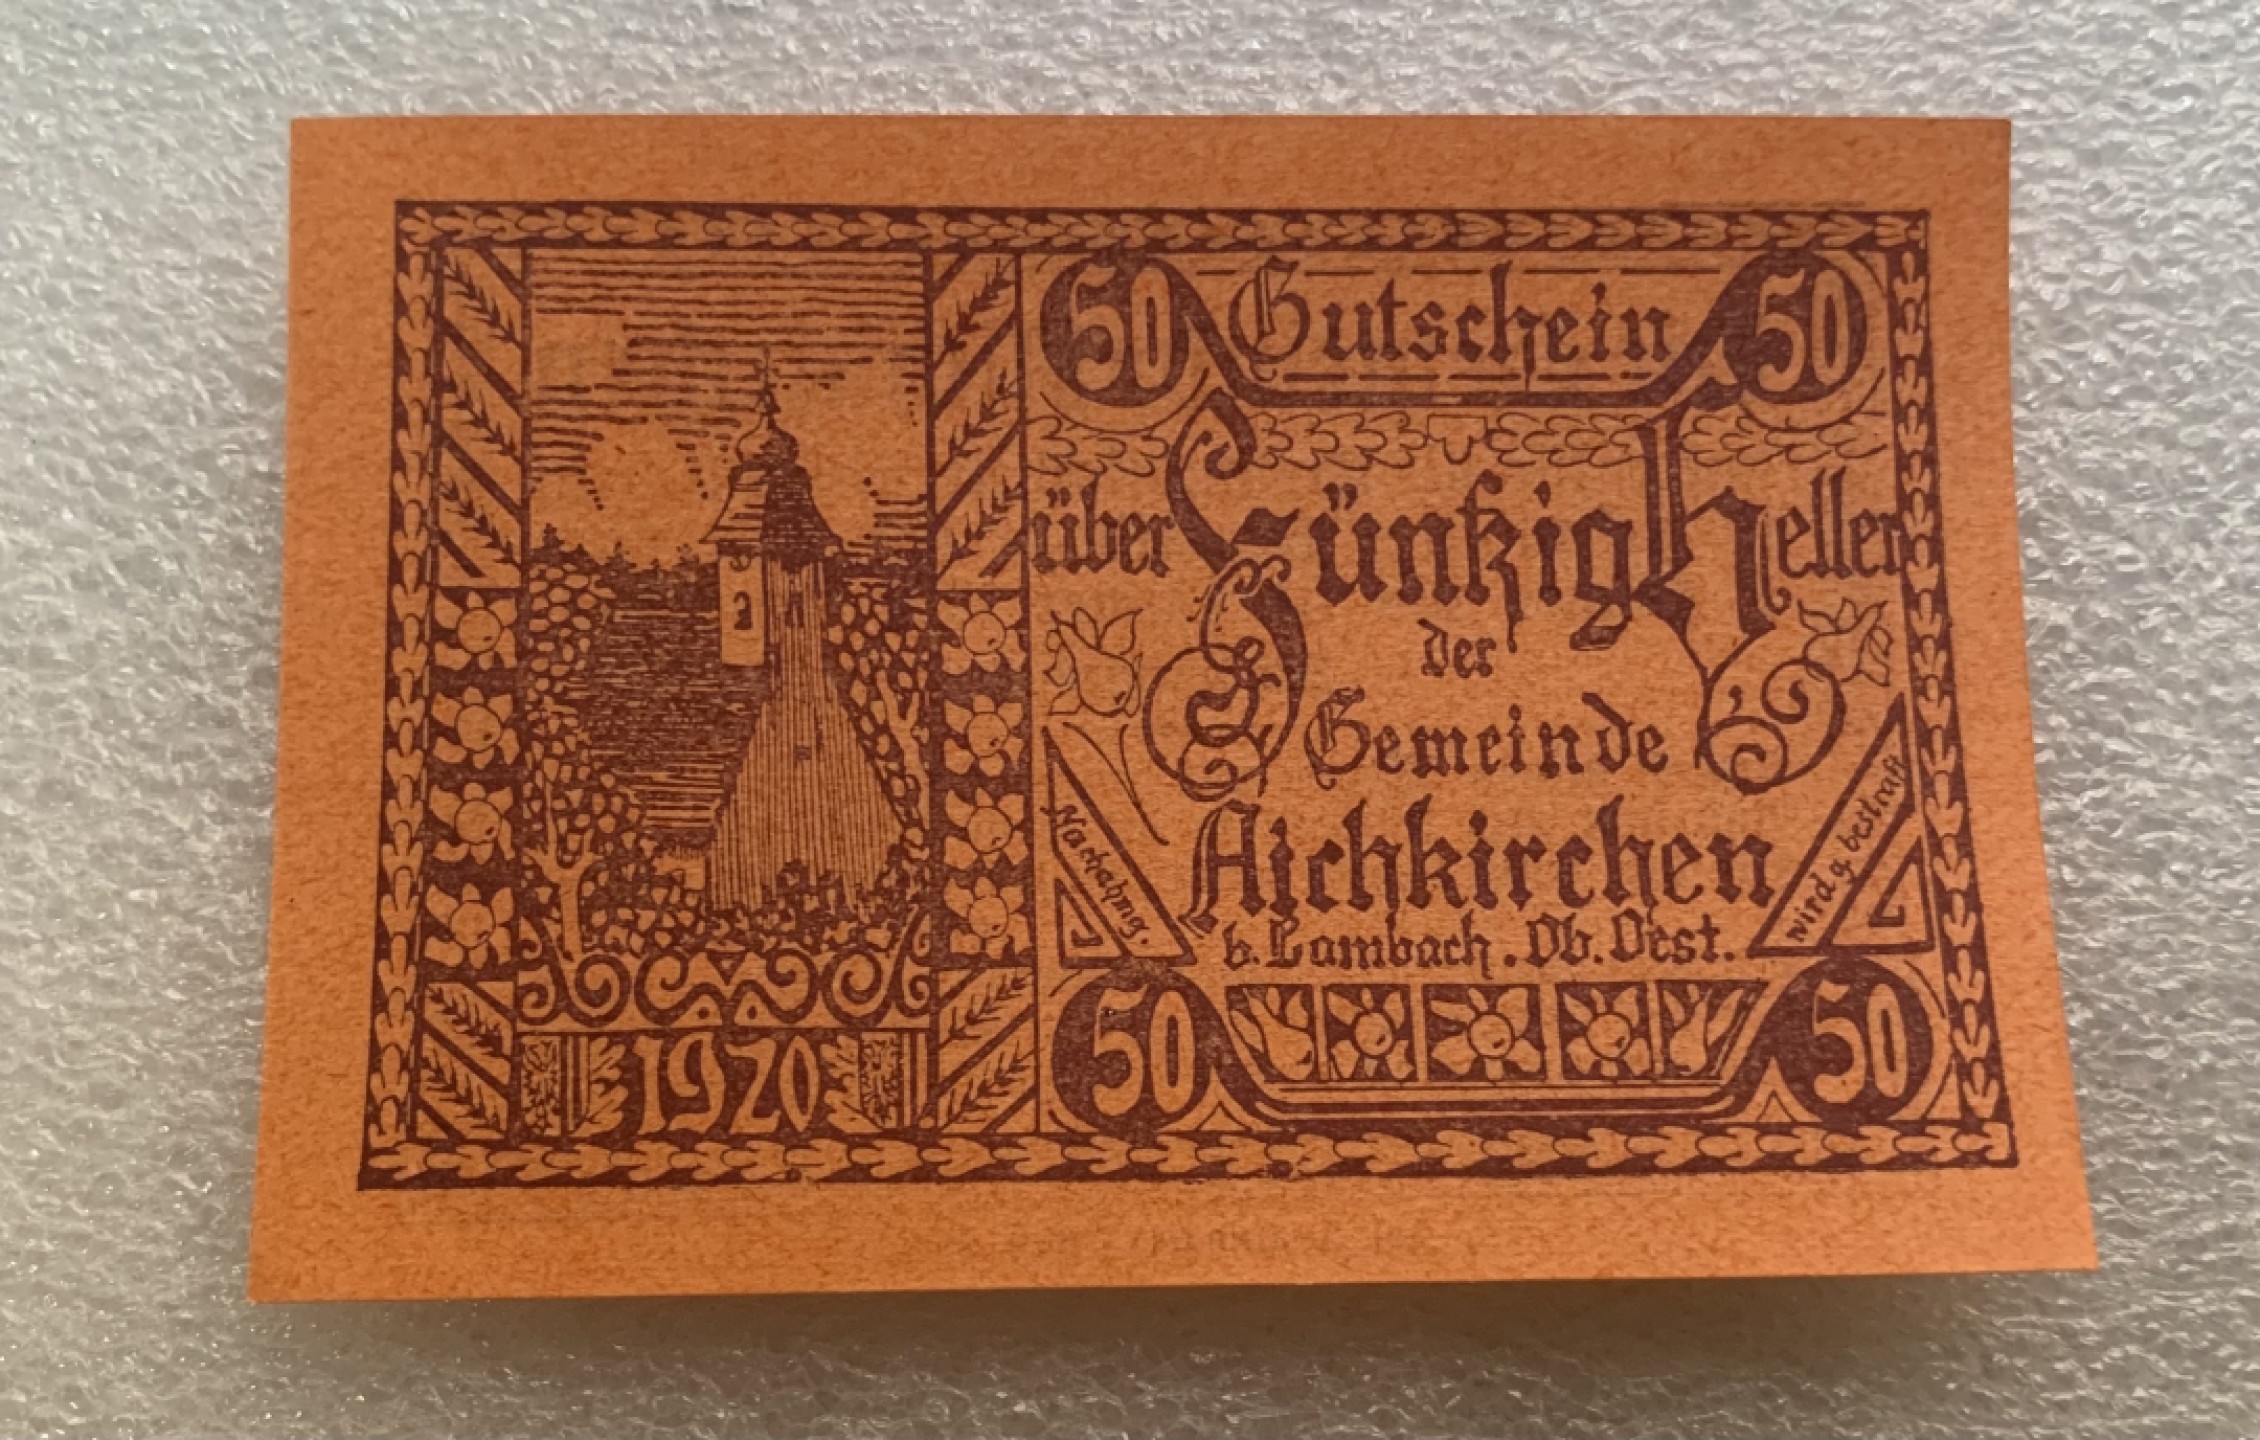 50 Gutschein 50
über Fünfzig Heller
der
Gemeinde
Aichkirchen
b. Lambach. Ob. Oest.
Nachahmg.
wird g. bestraft
50 50
1920